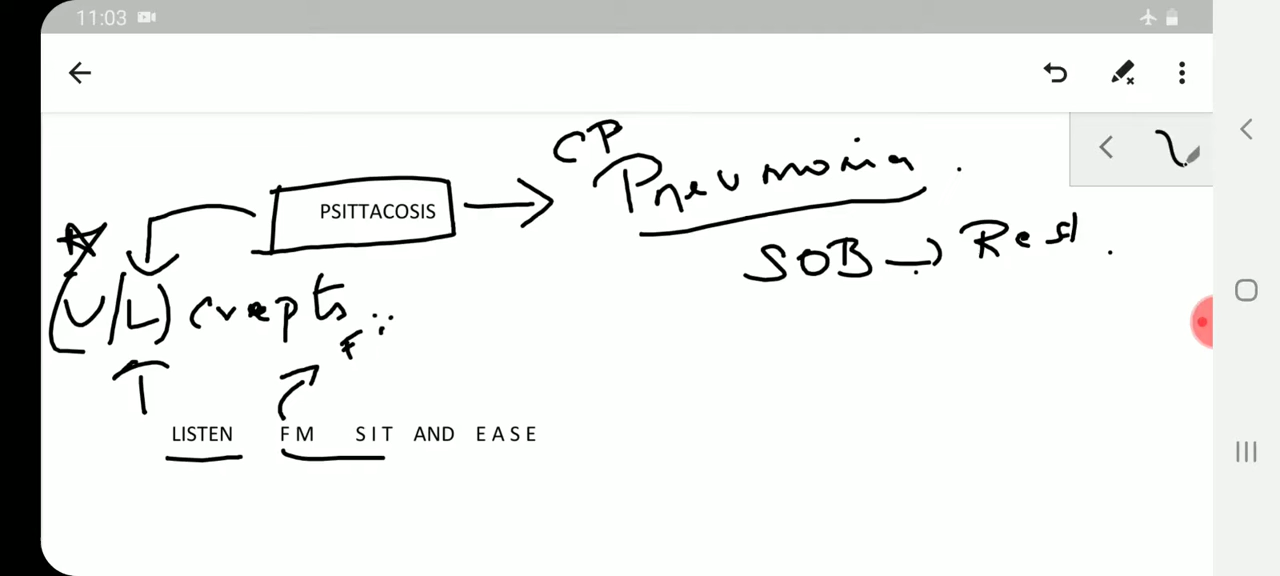 11:03
CP
Pneumonia .
PSITTACOSIS
SOB → Rest .
(U/L) crepts
F
LISTEN FM SIT AND EASE